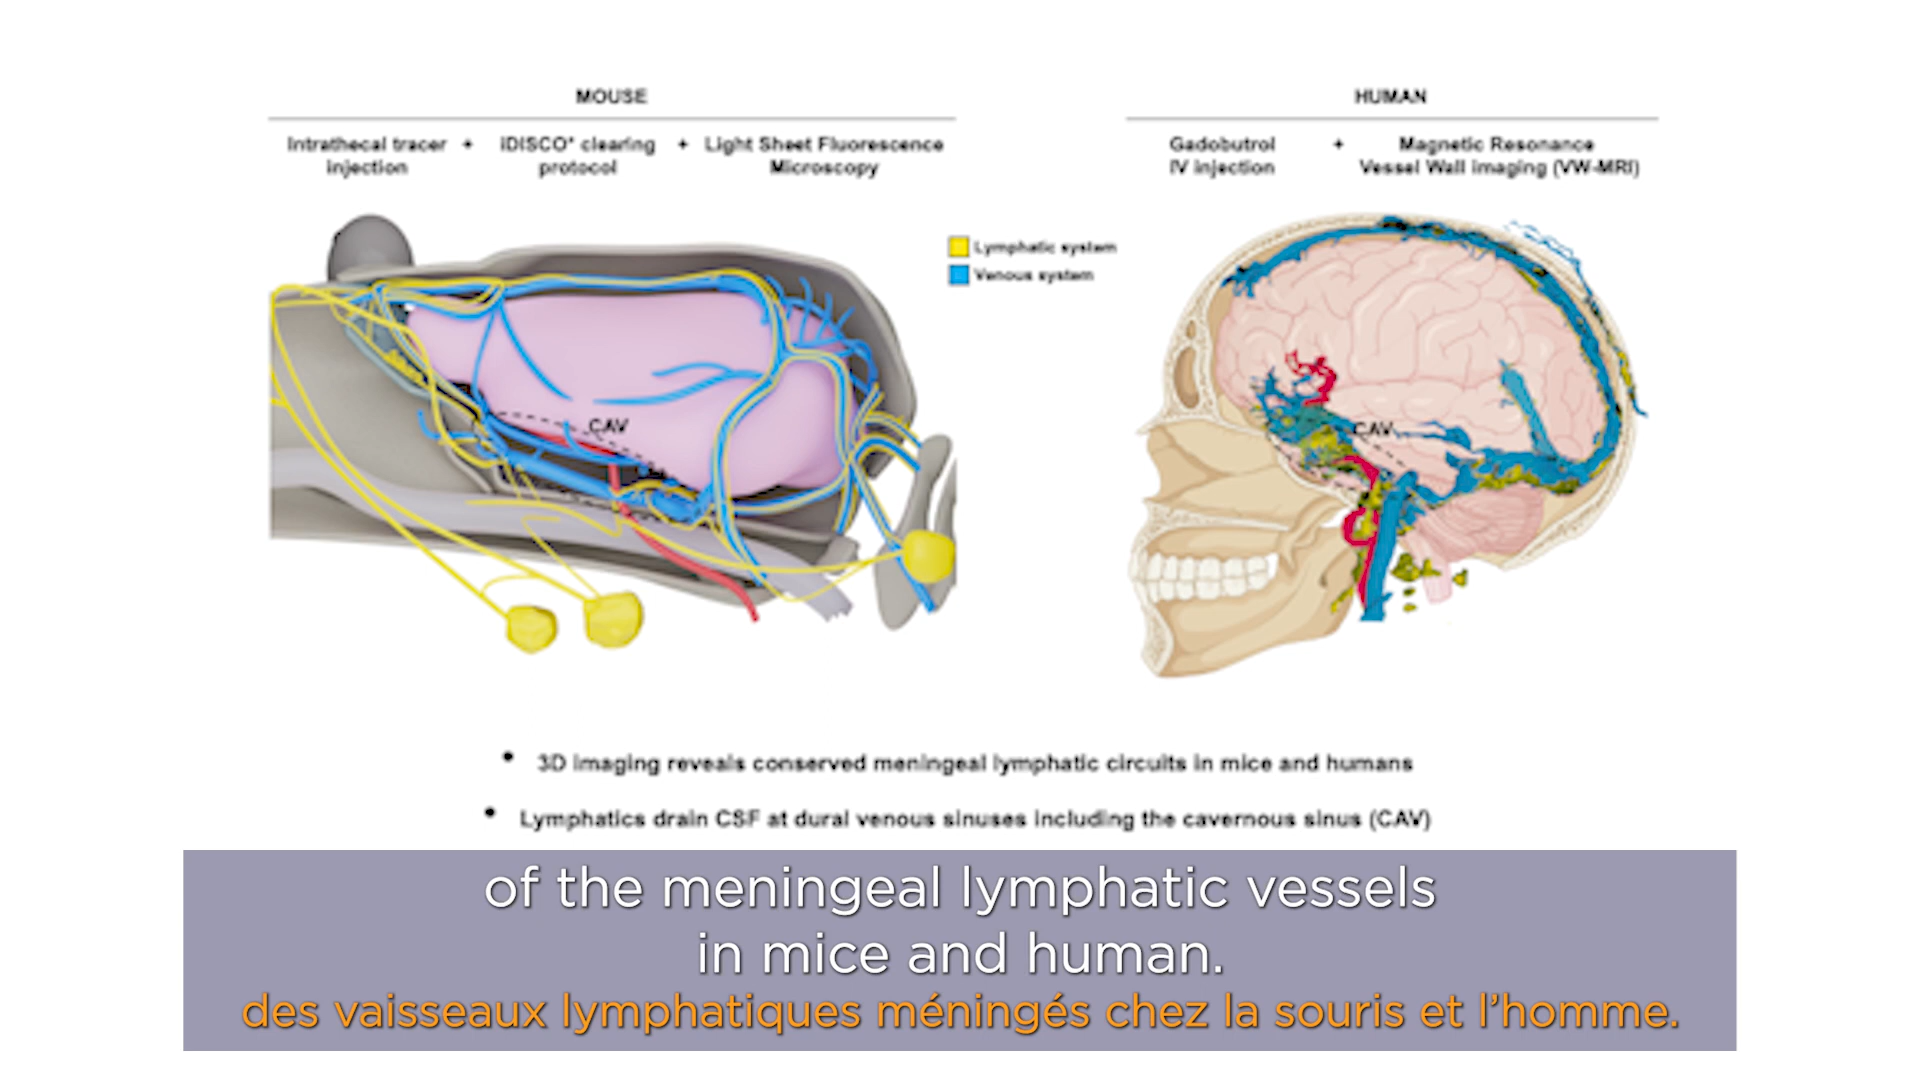 MOUSE
Intrathecal tracer injection + iDISCO+ clearing protocol + Light Sheet Fluorescence Microscopy
HUMAN
Gadobutrol IV injection + Magnetic Resonance Vessel Wall imaging (VW-MRI)
Lymphatic system
Venous system
CAV
CAV
• 3D imaging reveals conserved meningeal lymphatic circuits in mice and humans
• Lymphatics drain CSF at dural venous sinuses including the cavernous sinus (CAV)
of the meningeal lymphatic vessels
in mice and human.
des vaisseaux lymphatiques méningés chez la souris et l’homme.